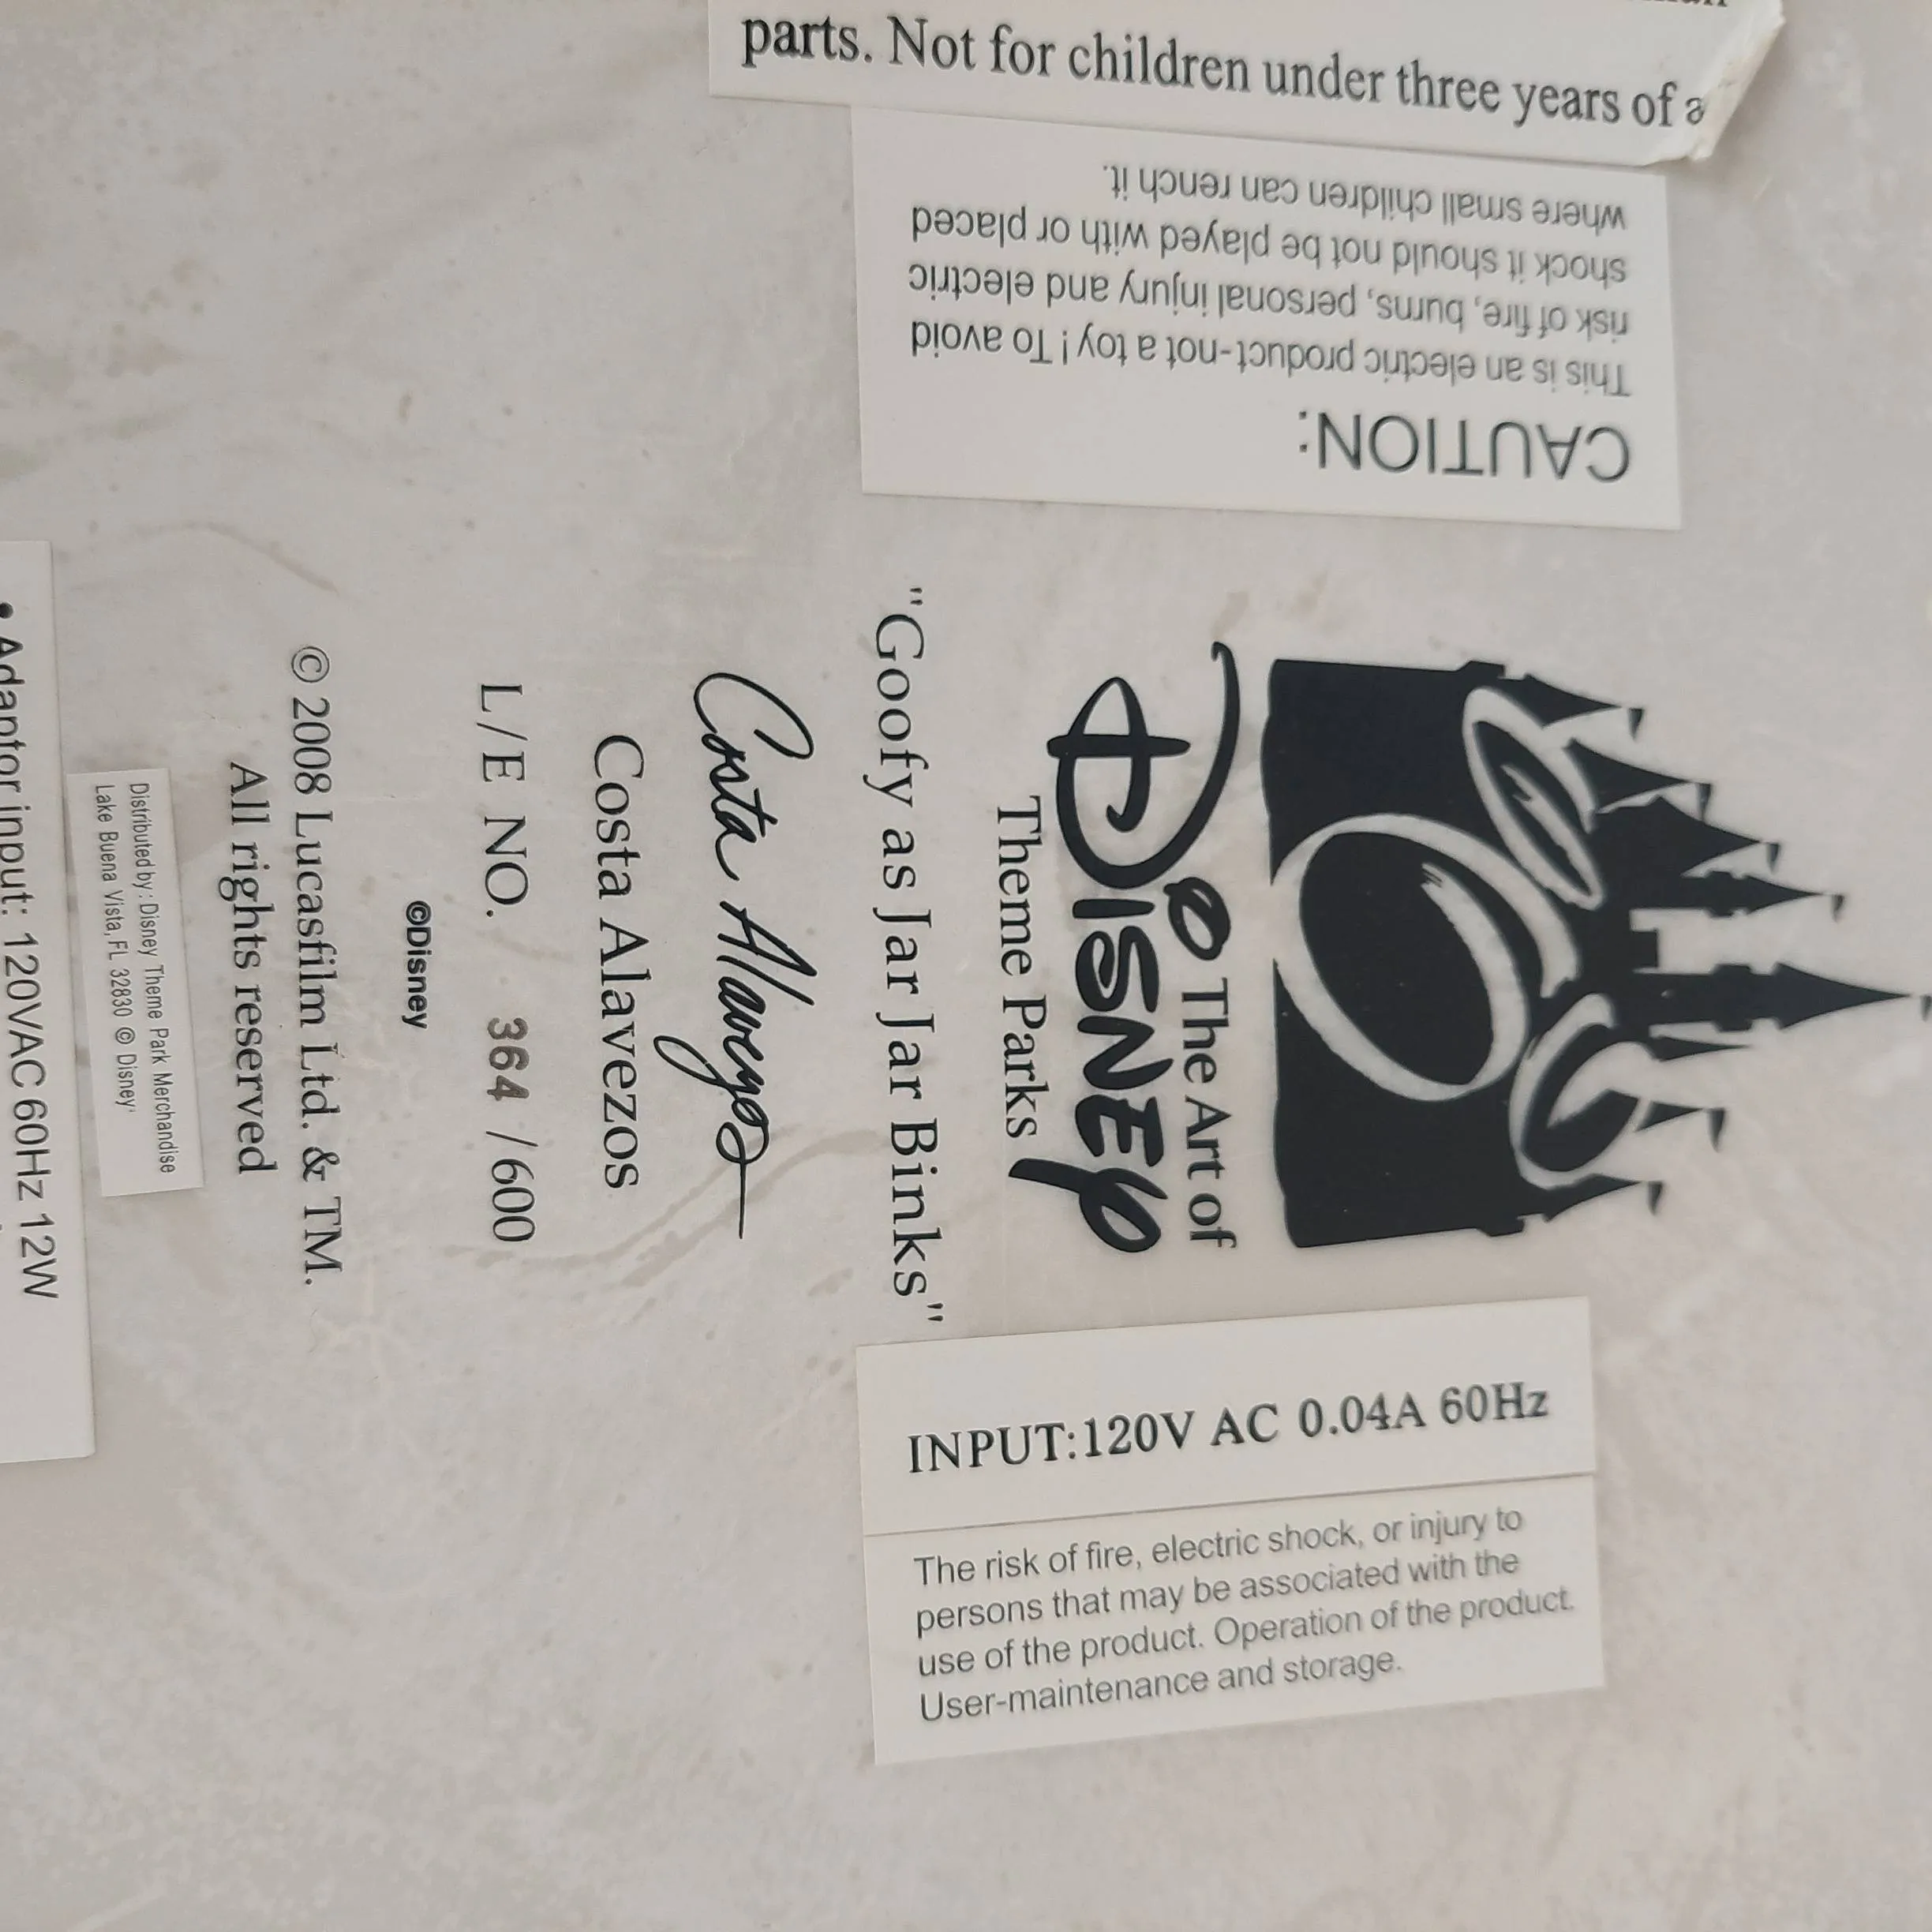 parts. Not for children under three years of a
CAUTION:
This is an electric product-not a toy ! To avoid
risk of fire, burns, personal injury and electric
shock it should not be played with or placed
where small children can rench it.
The Art of
DISNEY
Theme Parks
"Goofy as Jar Jar Binks"
Costa Alavezos
Costa Alavezos
L/E NO. 364 /600
©Disney
© 2008 Lucasfilm Ltd. & TM.
All rights reserved
Distributed by : Disney Theme Park Merchandise
Lake Buena Vista, FL 32830 © Disney
• Adaptor input: 120VAC 60Hz 12W
INPUT:120V AC 0.04A 60Hz
The risk of fire, electric shock, or injury to
persons that may be associated with the
use of the product. Operation of the product.
User-maintenance and storage.